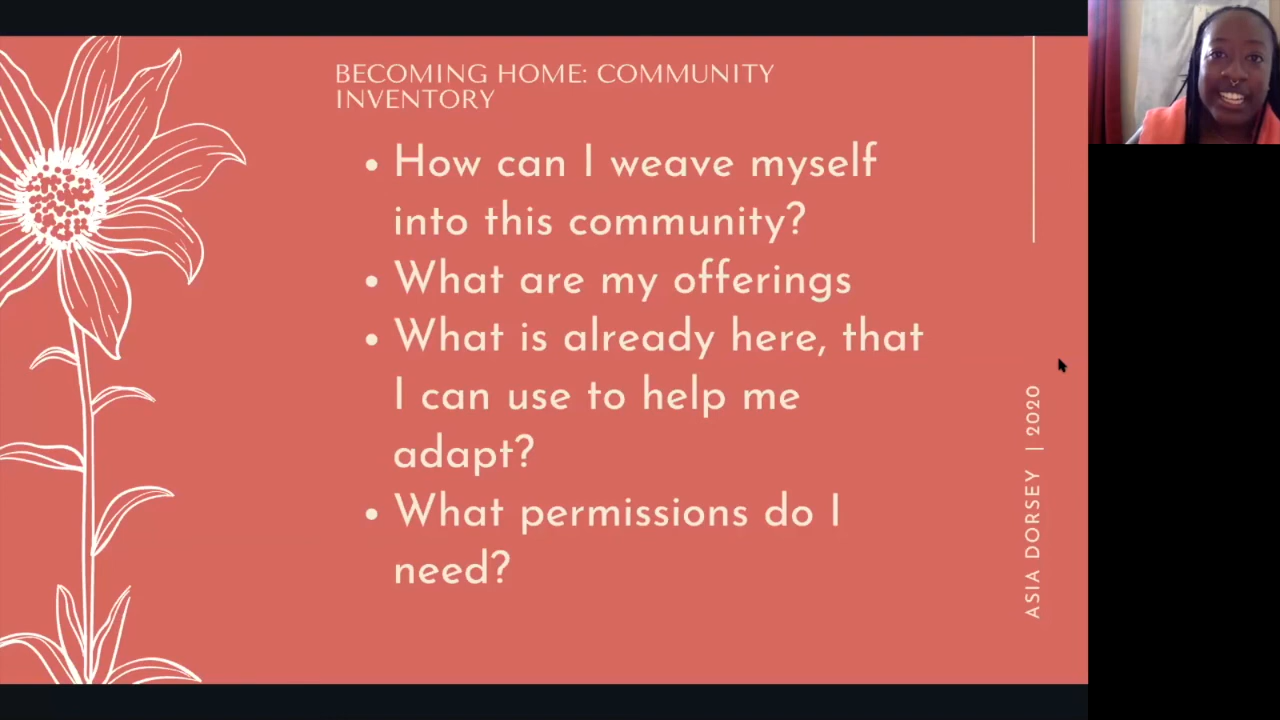 BECOMING HOME: COMMUNITY
INVENTORY
• How can I weave myself
into this community?
• What are my offerings
• What is already here, that
I can use to help me
adapt?
• What permissions do I
need?
ASIA DORSEY | 2020